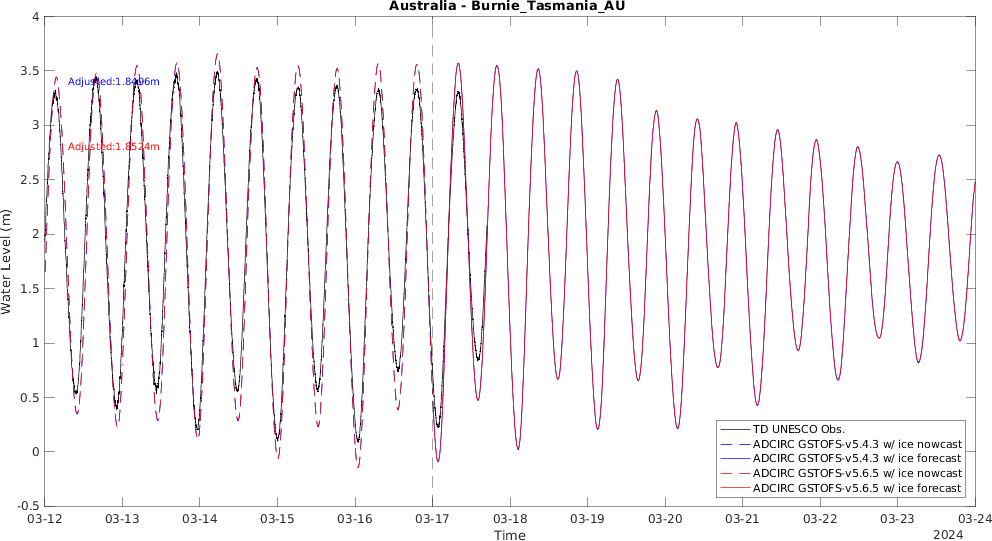 Australia - Burnie_Tasmania_AU
4
3.5
3
2.5
2
1.5
1
0.5
0
-0.5
Water Level (m)
Adjusted:1.8496m
Adjusted:1.8524m
TD UNESCO Obs.
ADCIRC GSTOFS-v5.4.3 w/ ice nowcast
ADCIRC GSTOFS-v5.4.3 w/ ice forecast
ADCIRC GSTOFS-v5.6.5 w/ ice nowcast
ADCIRC GSTOFS-v5.6.5 w/ ice forecast
03-12 03-13 03-14 03-15 03-16 03-17 03-18 03-19 03-20 03-21 03-22 03-23 03-24
Time
2024